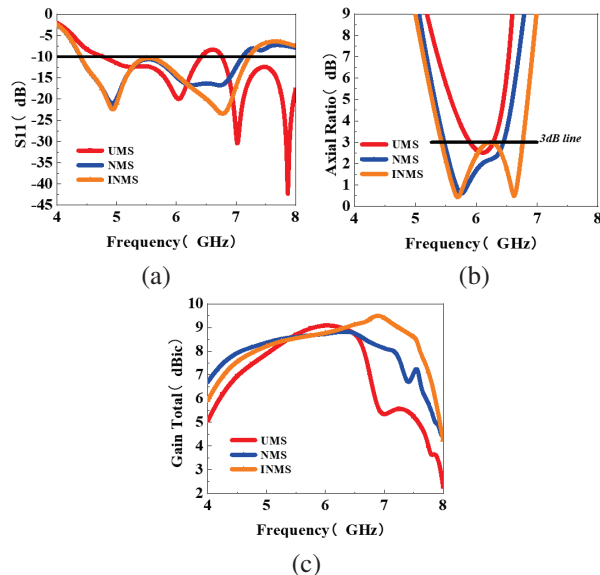 -5
-10
-15
-20
-25
-30
-35
-40
-45
S11( dB)
UMS
NMS
INMS
4 5 6 7 8
Frequency( GHz)
(a)
9
8
7
6
5
4
3
2
1
0
Axial Ratio( dB)
3dB line
UMS
NMS
INMS
4 5 6 7 8
Frequency( GHz)
(b)
10
9
8
7
6
5
4
3
2
Gain Total( dBic)
UMS
NMS
INMS
4 5 6 7 8
Frequency( GHz)
(c)